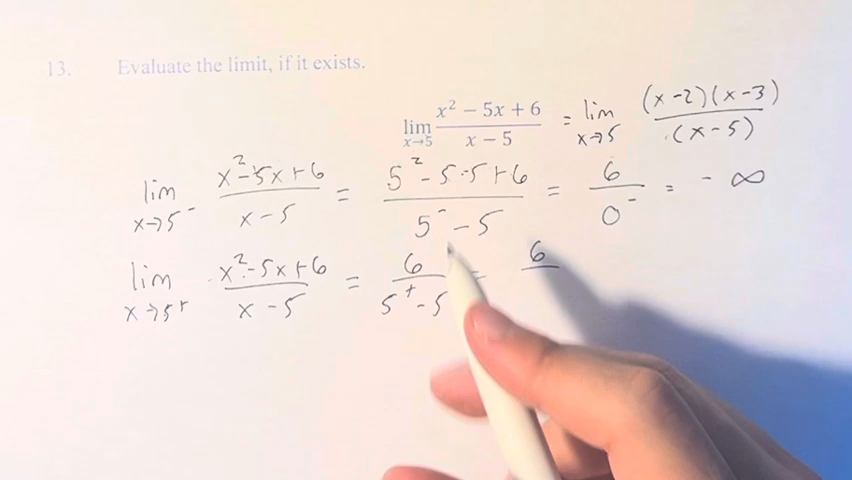 13. Evaluate the limit, if it exists.
lim x→5 (x² − 5x + 6)/(x − 5) = lim x→5 (x−2)(x−3)/(x−5)
lim x→5⁻ (x²−5x+6)/(x−5) = (5²−5·5+6)/(5⁻−5) = 6/0⁻ = −∞
lim x→5⁺ (x²−5x+6)/(x−5) = 6/(5⁺−5) = 6